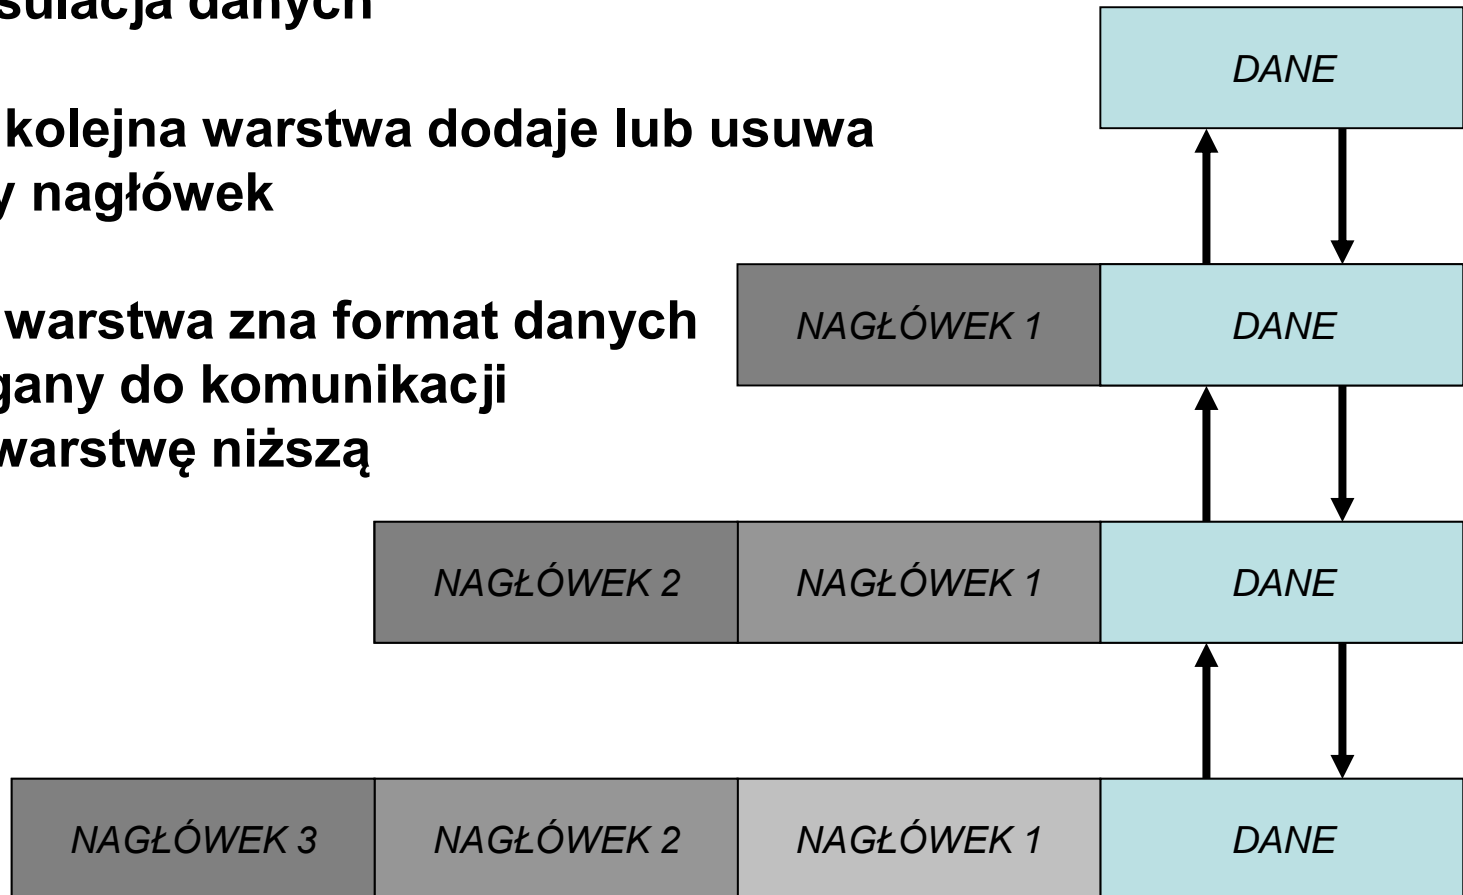 sulacja danych
kolejna warstwa dodaje lub usuwa
y nagłówek
warstwa zna format danych
gany do komunikacji
warstwę niższą
DANE
NAGŁÓWEK 1 DANE
NAGŁÓWEK 2 NAGŁÓWEK 1 DANE
NAGŁÓWEK 3 NAGŁÓWEK 2 NAGŁÓWEK 1 DANE